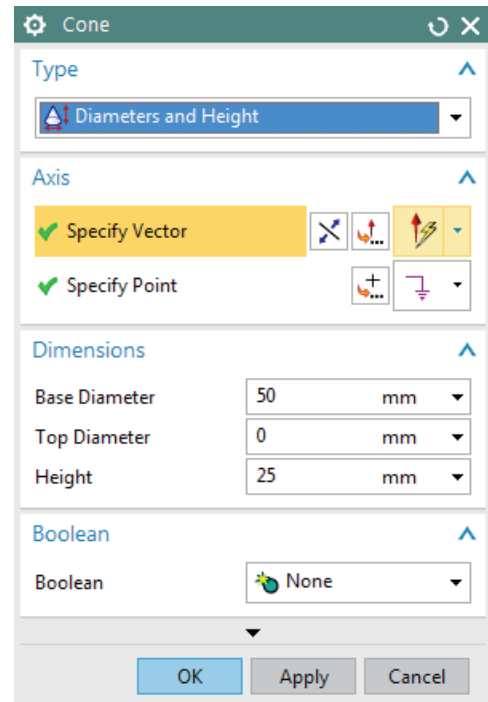 Cone
Type
Diameters and Height
Axis
Specify Vector
Specify Point
Dimensions
Base Diameter 50 mm
Top Diameter 0 mm
Height 25 mm
Boolean
Boolean None
OK Apply Cancel